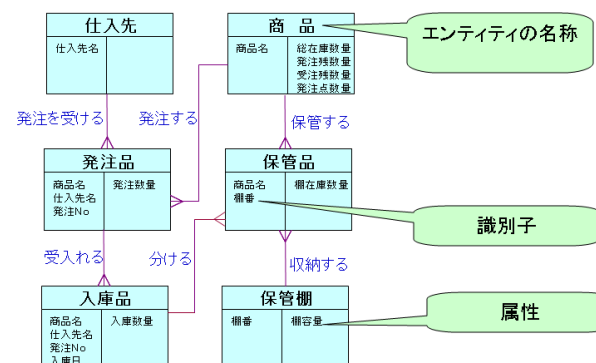 仕入先
仕入先名
商 品
商品名
総在庫数量
発注残数量
受注残数量
発注点数量
エンティティの名称
発注を受ける
発注する
保管する
発注品
商品名
仕入先名
発注No
発注数量
保管品
商品名
棚番
棚在庫数量
識別子
受入れる
分ける
収納する
入庫品
商品名
仕入先名
発注No
入庫日
入庫数量
保管棚
棚番
棚容量
属性